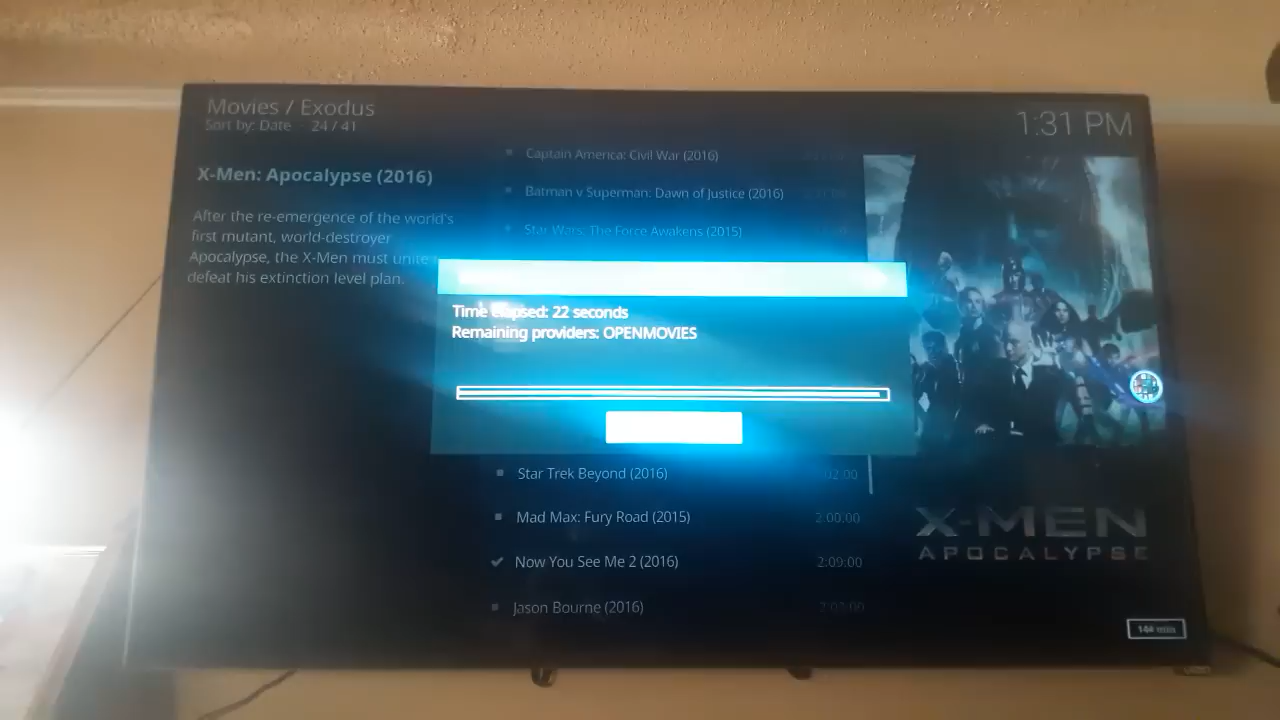 Movies / Exodus
Sort by: Date · 24 / 41
1:31 PM
X-Men: Apocalypse (2016)
After the re-emergence of the world's
first mutant, world-destroyer
Apocalypse, the X-Men must unite
defeat his extinction level plan.
Captain America: Civil War (2016)
Batman v Superman: Dawn of Justice (2016)
Star Wars: The Force Awakens (2015)
Time elapsed: 22 seconds
Remaining providers: OPENMOVIES
Star Trek Beyond (2016) 02:00
Mad Max: Fury Road (2015) 2:00:00
Now You See Me 2 (2016) 2:09:00
Jason Bourne (2016)
X-MEN
APOCALYPSE
144 min